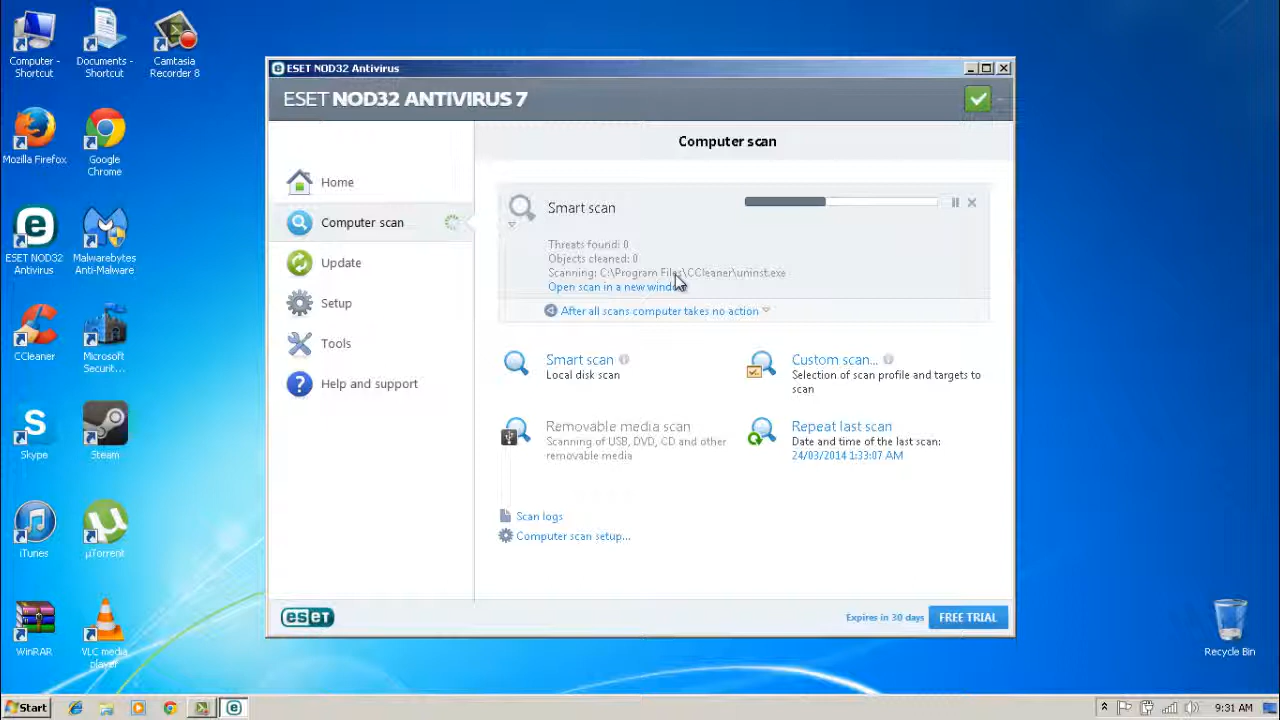 Computer -
Shortcut
Documents -
Shortcut
Camtasia
Recorder 8
Mozilla Firefox
Google
Chrome
ESET NOD32
Antivirus
Malwarebytes
Anti-Malware
CCleaner
Microsoft
Securit...
Skype
Steam
iTunes
µTorrent
WinRAR
VLC media
player
ESET NOD32 Antivirus
ESET NOD32 ANTIVIRUS 7
Home
Computer scan
Update
Setup
Tools
Help and support
Computer scan
Smart scan
Threats found: 0
Objects cleaned: 0
Scanning: C:\Program Files\CCleaner\uninst.exe
Open scan in a new window
After all scans computer takes no action
Smart scan
Local disk scan
Custom scan...
Selection of scan profile and targets to
scan
Removable media scan
Scanning of USB, DVD, CD and other
removable media
Repeat last scan
Date and time of the last scan:
24/03/2014 1:33:07 AM
Scan logs
Computer scan setup...
eseT
Expires in 30 days
FREE TRIAL
Recycle Bin
Start
9:31 AM